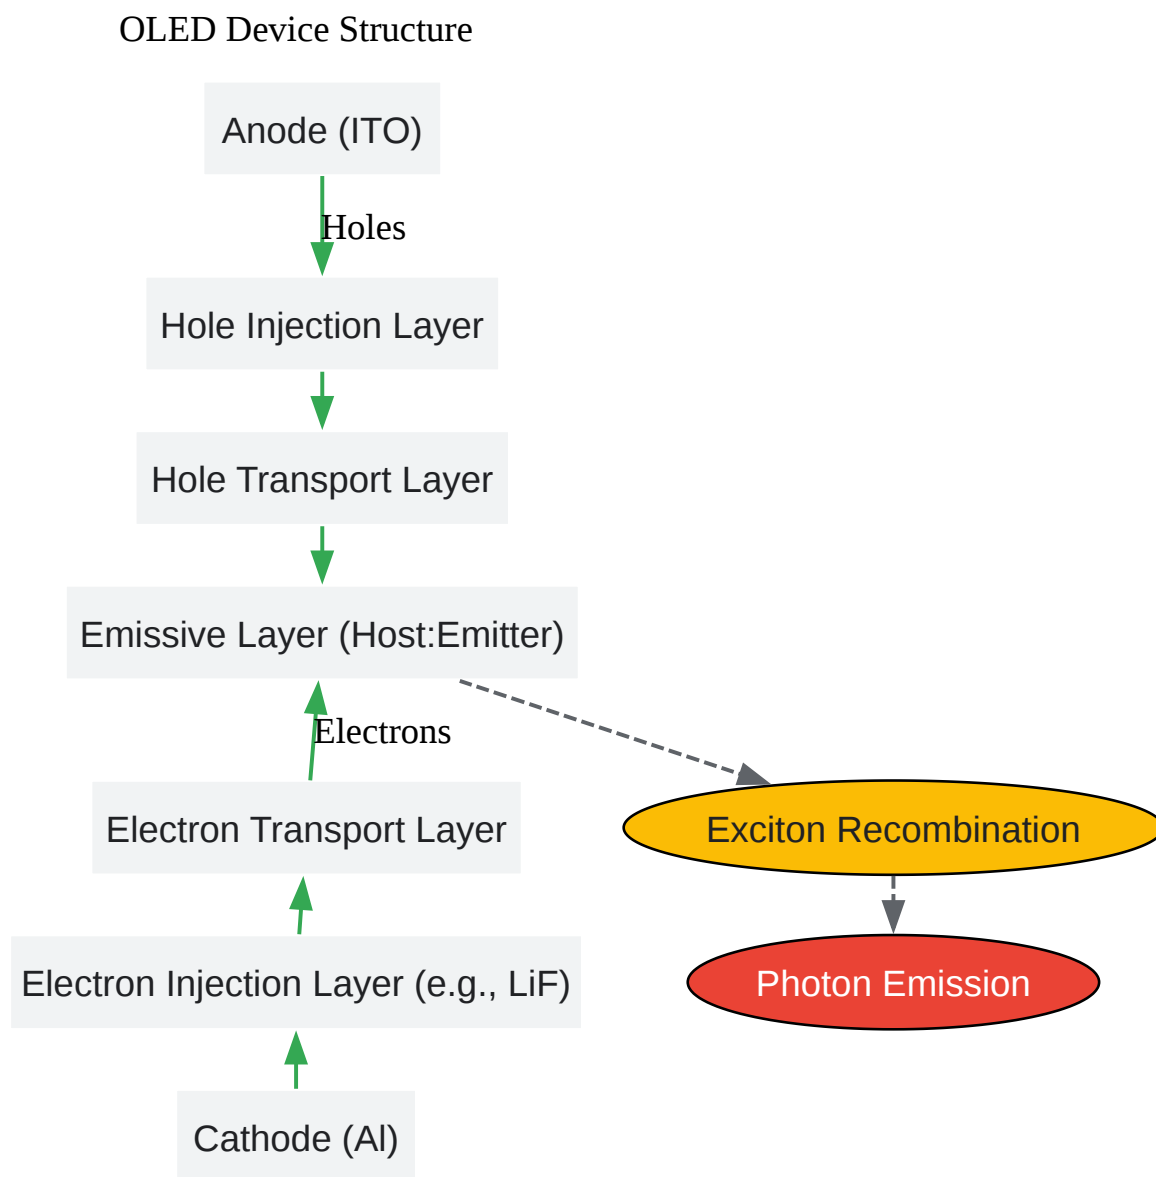 OLED Device Structure
Anode (ITO)
Holes
Hole Injection Layer
Hole Transport Layer
Emissive Layer (Host:Emitter)
Electrons
Electron Transport Layer
Exciton Recombination
Electron Injection Layer (e.g., LiF)
Photon Emission
Cathode (Al)